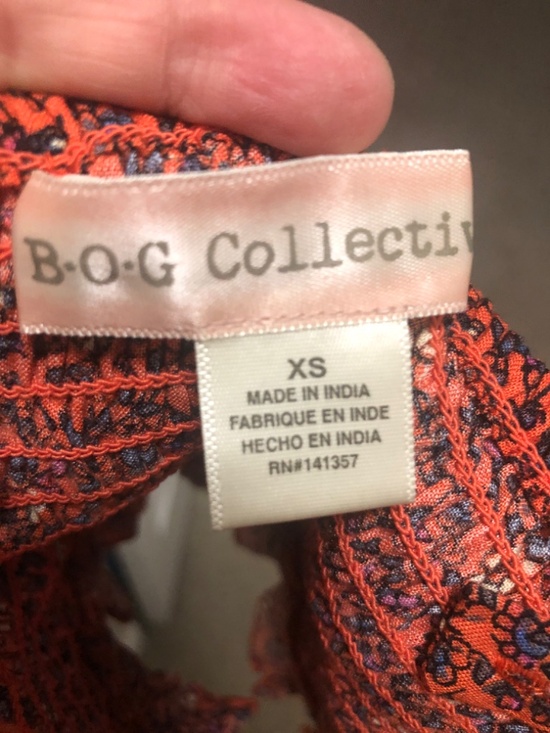 B·O·G Collectiv
XS
MADE IN INDIA
FABRIQUE EN INDE
HECHO EN INDIA
RN#141357